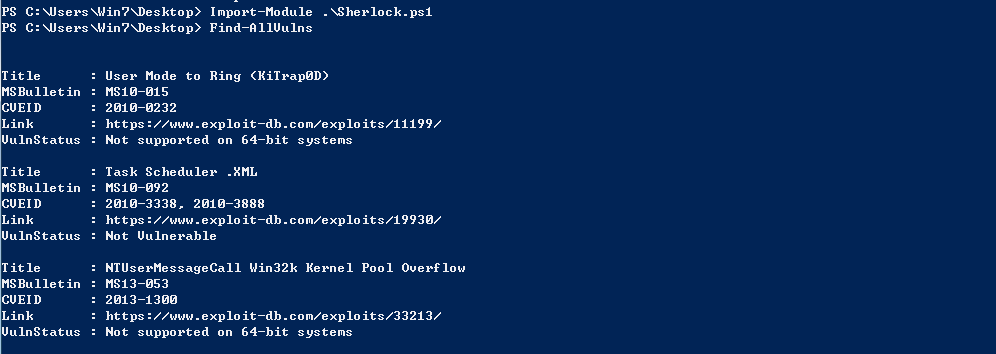 PS C:\Users\Win7\Desktop> Import-Module .\Sherlock.ps1
PS C:\Users\Win7\Desktop> Find-AllVulns
Title      : User Mode to Ring (KiTrap0D)
MSBulletin : MS10-015
CVEID      : 2010-0232
Link       : https://www.exploit-db.com/exploits/11199/
VulnStatus : Not supported on 64-bit systems
Title      : Task Scheduler .XML
MSBulletin : MS10-092
CVEID      : 2010-3338, 2010-3888
Link       : https://www.exploit-db.com/exploits/19930/
VulnStatus : Not Vulnerable
Title      : NTUserMessageCall Win32k Kernel Pool Overflow
MSBulletin : MS13-053
CVEID      : 2013-1300
Link       : https://www.exploit-db.com/exploits/33213/
VulnStatus : Not supported on 64-bit systems